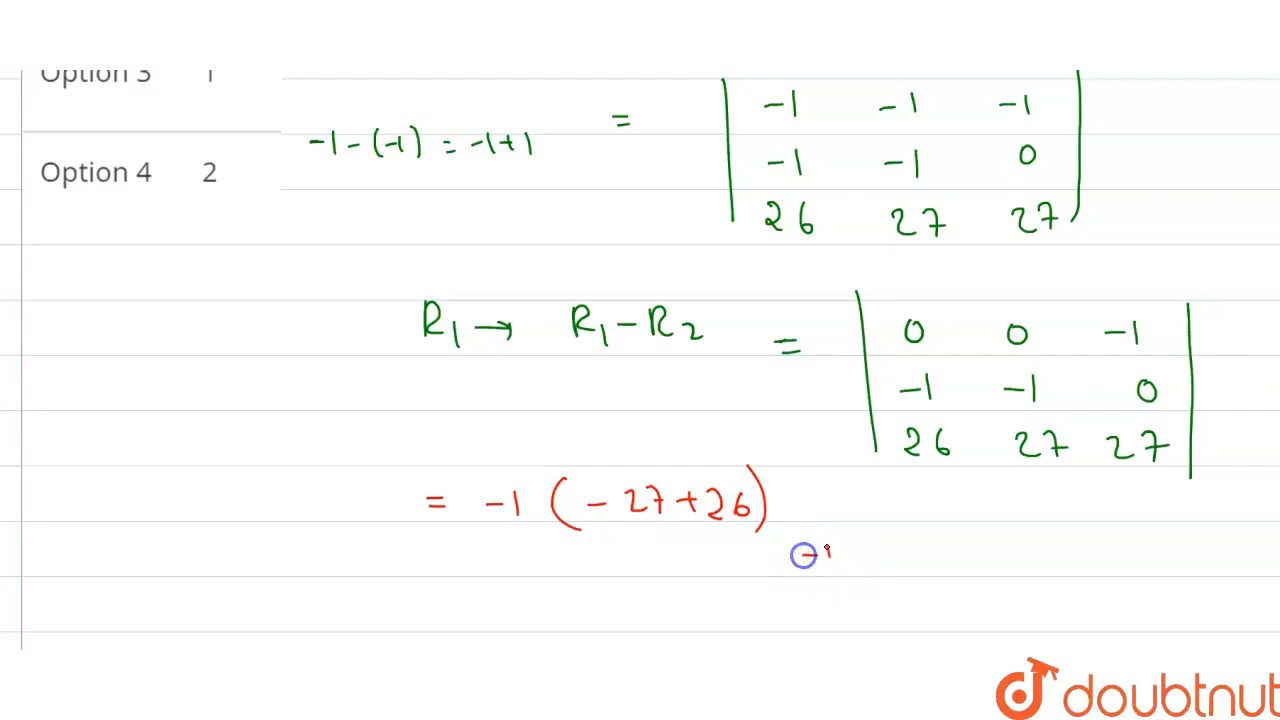 Option 3 1
Option 4 2
-1-(-1) = -1+1
= | -1 -1 -1 |
| -1 -1 0 |
| 26 27 27 |
R1 → R1-R2 = | 0 0 -1 |
| -1 -1 0 |
| 26 27 27 |
= -1 (-27+26)
doubtnut